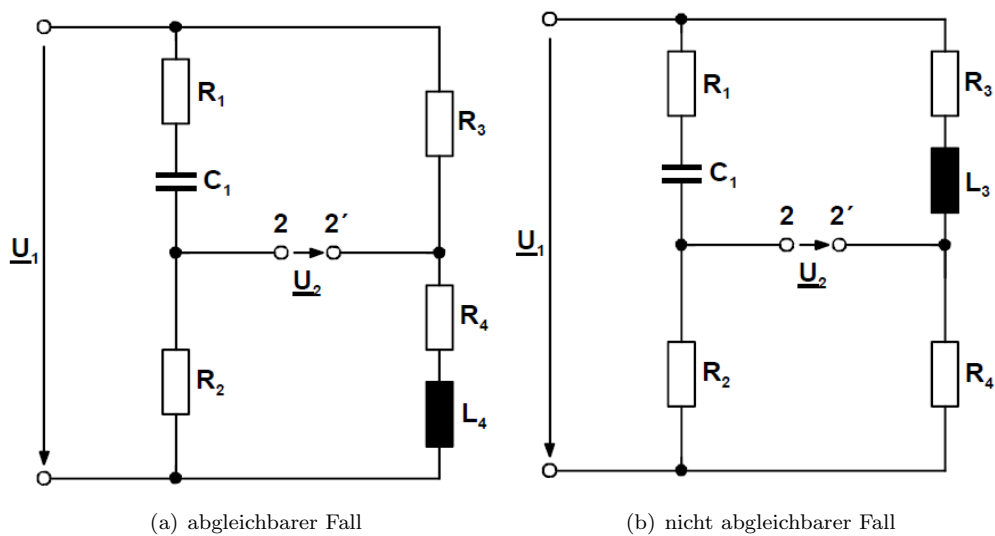 R₁
R₃
C₁
2 2´
U₁
U₂
R₄
R₂
L₄
(a) abgleichbarer Fall
R₁
R₃
C₁
L₃
2 2´
U₁
U₂
R₂
R₄
(b) nicht abgleichbarer Fall